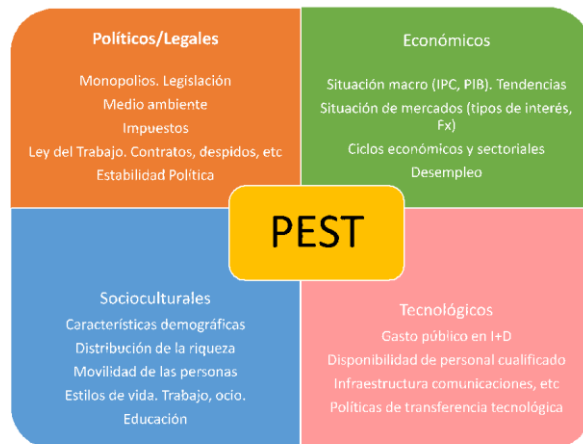 Políticos/Legales
Monopolios. Legislación
Medio ambiente
Impuestos
Ley del Trabajo. Contratos, despidos, etc
Estabilidad Política
Económicos
Situación macro (IPC, PIB). Tendencias
Situación de mercados (tipos de interés,
Fx)
Ciclos económicos y sectoriales
Desempleo
PEST
Socioculturales
Características demográficas
Distribución de la riqueza
Movilidad de las personas
Estilos de vida. Trabajo, ocio.
Educación
Tecnológicos
Gasto público en I+D
Disponibilidad de personal cualificado
Infraestructura comunicaciones, etc
Políticas de transferencia tecnológica